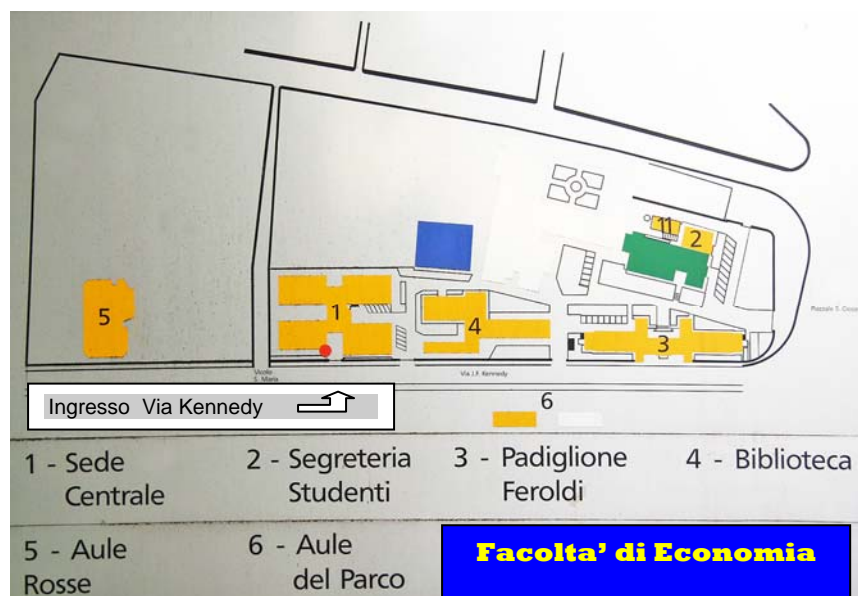 11
2
5
1
4
3
Vicolo
S. Maria
Via J.F. Kennedy
6
Ingresso Via Kennedy
1 - Sede
Centrale
2 - Segreteria
Studenti
3 - Padiglione
Feroldi
4 - Biblioteca
5 - Aule
Rosse
6 - Aule
del Parco
Facolta' di Economia